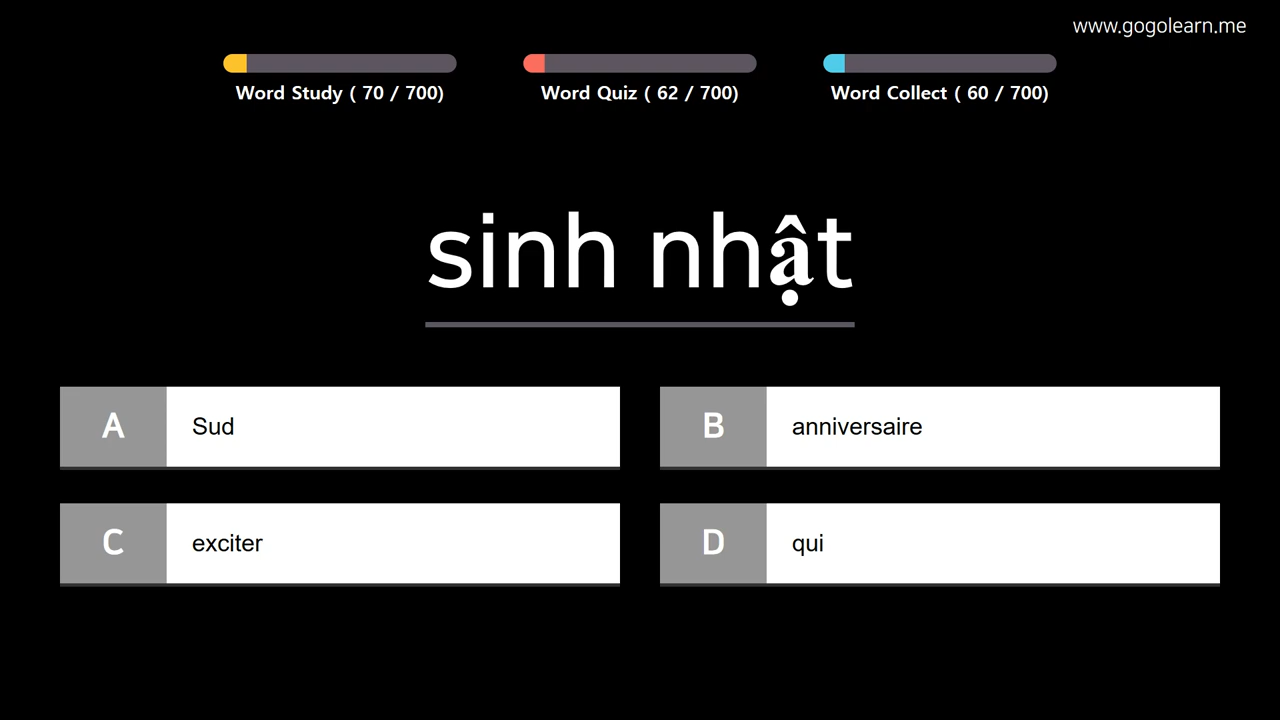 www.gogolearn.me
Word Study ( 70 / 700)
Word Quiz ( 62 / 700)
Word Collect ( 60 / 700)
sinh nhật
A Sud
B anniversaire
C exciter
D qui